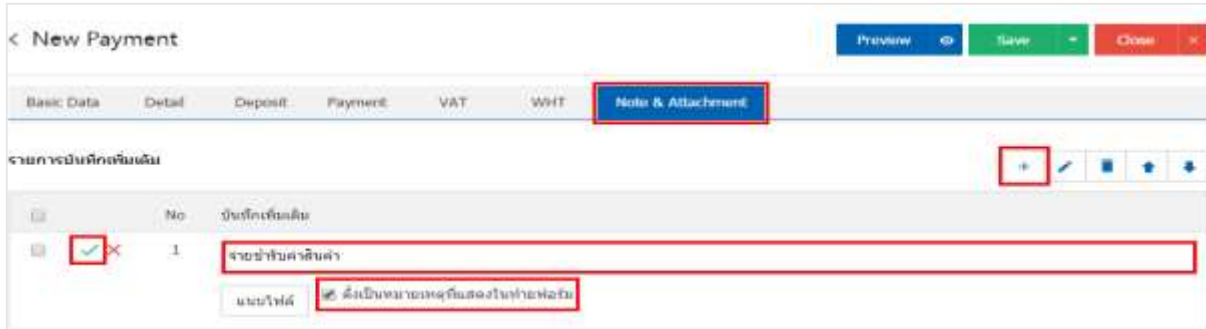 < New Payment
Preview
Save
Close ×
Basic Data Detail Deposit Payment VAT WHT Note & Attachment
รายการบันทึกเพิ่มเติม
No บันทึกเพิ่มเติม
1 รายชำรับค่าสินค้า
แนบไฟล์ ตั้งเป็นหมายเหตุที่แสดงในท้ายฟอร์ม